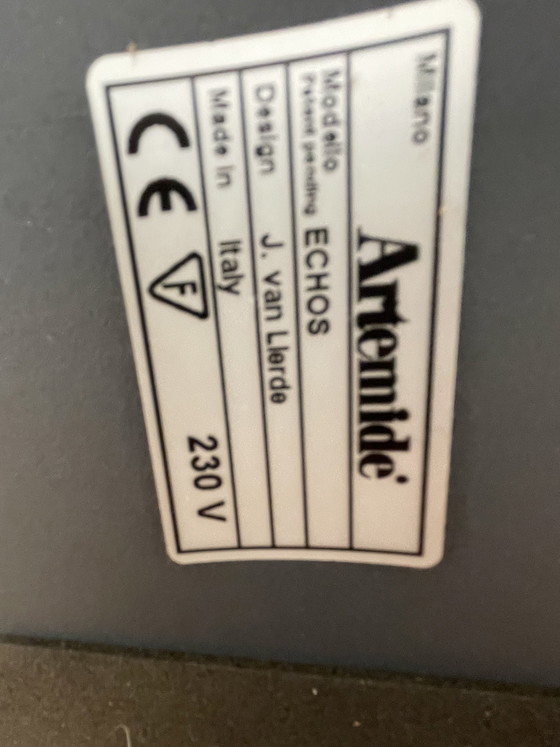 Milano Artemide
Modello
Patent pending ECHOS
Design J. van Lierde
Made in Italy
CE F 230 V